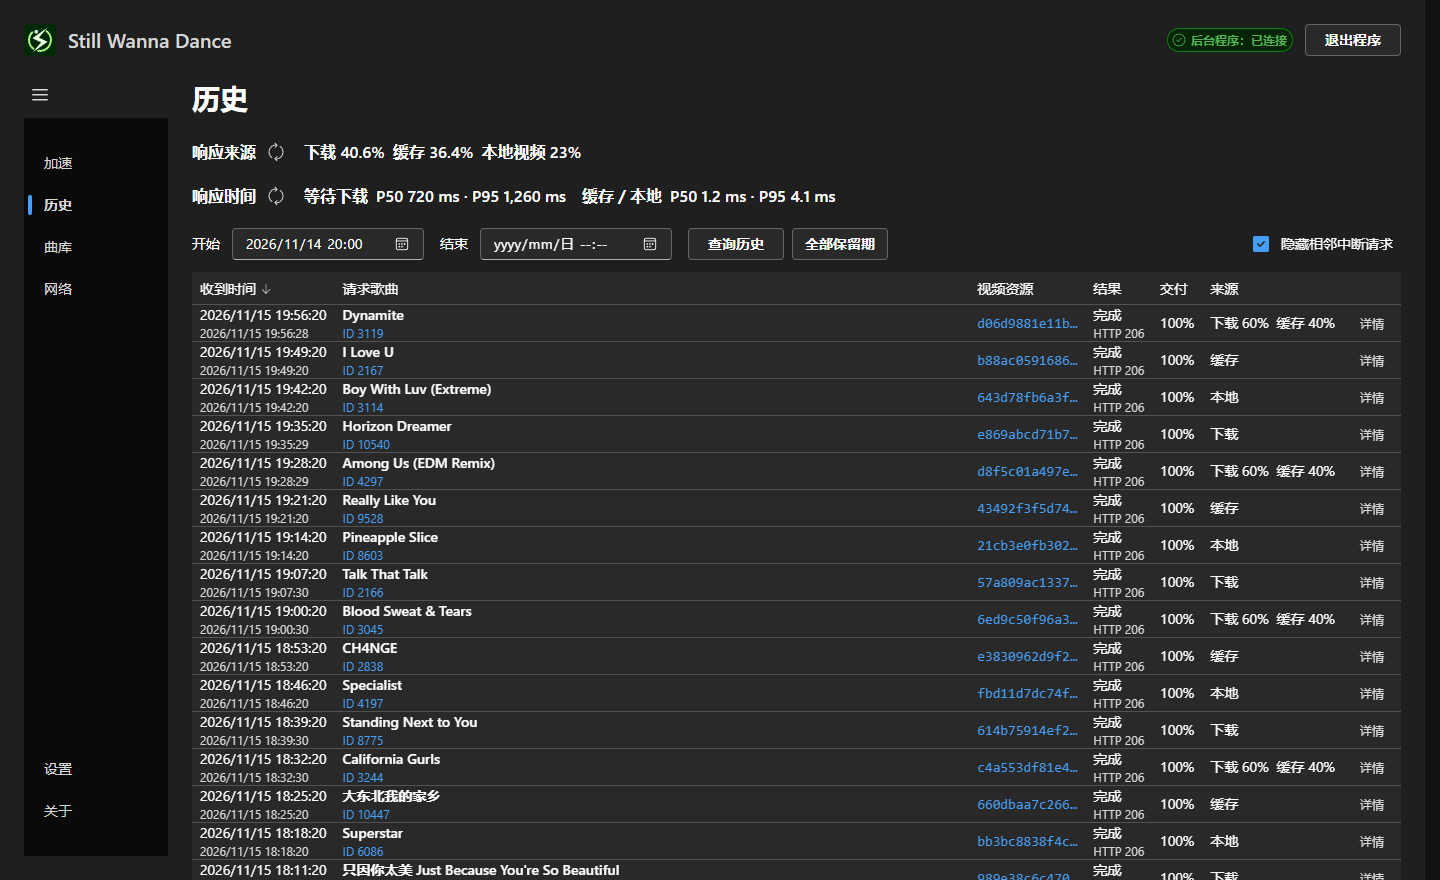 Still Wanna Dance
后台程序：已连接
退出程序
历史
加速
历史
曲库
网络
设置
关于
响应来源 下载 40.6% 缓存 36.4% 本地视频 23%
响应时间 等待下载 P50 720 ms · P95 1,260 ms 缓存 / 本地 P50 1.2 ms · P95 4.1 ms
开始 2026/11/14 20:00 结束 yyyy/mm/日 --:-- 查询历史 全部保留期 隐藏相邻中断请求
收到时间 ↓ 请求歌曲 视频资源 结果 交付 来源
2026/11/15 19:56:20 Dynamite d06d9881e11b… 完成 100% 下载 60% 缓存 40% 详情
2026/11/15 19:56:28 ID 3119 HTTP 206
2026/11/15 19:49:20 I Love U b88ac0591686… 完成 100% 缓存 详情
2026/11/15 19:49:20 ID 2167 HTTP 206
2026/11/15 19:42:20 Boy With Luv (Extreme) 643d78fb6a3f… 完成 100% 本地 详情
2026/11/15 19:42:20 ID 3114 HTTP 206
2026/11/15 19:35:20 Horizon Dreamer e869abcd71b7… 完成 100% 下载 详情
2026/11/15 19:35:29 ID 10540 HTTP 206
2026/11/15 19:28:20 Among Us (EDM Remix) d8f5c01a497e… 完成 100% 下载 60% 缓存 40% 详情
2026/11/15 19:28:29 ID 4297 HTTP 206
2026/11/15 19:21:20 Really Like You 43492f3f5d74… 完成 100% 缓存 详情
2026/11/15 19:21:20 ID 9528 HTTP 206
2026/11/15 19:14:20 Pineapple Slice 21cb3e0fb302… 完成 100% 本地 详情
2026/11/15 19:14:20 ID 8603 HTTP 206
2026/11/15 19:07:20 Talk That Talk 57a809ac1337… 完成 100% 下载 详情
2026/11/15 19:07:30 ID 2166 HTTP 206
2026/11/15 19:00:20 Blood Sweat & Tears 6ed9c50f96a3… 完成 100% 下载 60% 缓存 40% 详情
2026/11/15 19:00:30 ID 3045 HTTP 206
2026/11/15 18:53:20 CH4NGE e3830962d9f2… 完成 100% 缓存 详情
2026/11/15 18:53:20 ID 2838 HTTP 206
2026/11/15 18:46:20 Specialist fbd11d7dc74f… 完成 100% 本地 详情
2026/11/15 18:46:20 ID 4197 HTTP 206
2026/11/15 18:39:20 Standing Next to You 614b75914ef2… 完成 100% 下载 详情
2026/11/15 18:39:30 ID 8775 HTTP 206
2026/11/15 18:32:20 California Gurls c4a553df81e4… 完成 100% 下载 60% 缓存 40% 详情
2026/11/15 18:32:30 ID 3244 HTTP 206
2026/11/15 18:25:20 大东北我的家乡 660dbaa7c266… 完成 100% 缓存 详情
2026/11/15 18:25:20 ID 10447 HTTP 206
2026/11/15 18:18:20 Superstar bb3bc8838f4c… 完成 100% 本地 详情
2026/11/15 18:18:20 ID 6086 HTTP 206
2026/11/15 18:11:20 只因你太美 Just Because You're So Beautiful 989e38c6c470… 完成 100% 下载 详情